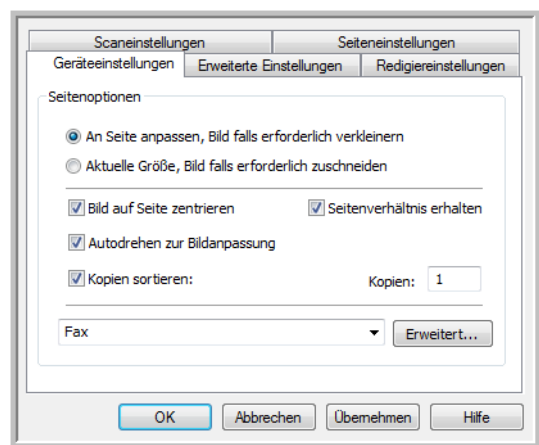 Scaneinstellungen Seiteneinstellungen
Geräteeinstellungen Erweiterte Einstellungen Redigiereinstellungen
Seitenoptionen
An Seite anpassen, Bild falls erforderlich verkleinern
Aktuelle Größe, Bild falls erforderlich zuschneiden
Bild auf Seite zentrieren Seitenverhältnis erhalten
Autodrehen zur Bildanpassung
Kopien sortieren: Kopien: 1
Fax Erweitert...
OK Abbrechen Übernehmen Hilfe